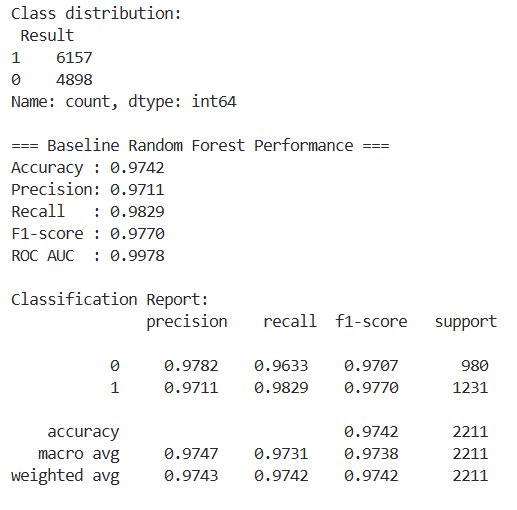 Class distribution:
 Result
1    6157
0    4898
Name: count, dtype: int64

=== Baseline Random Forest Performance ===
Accuracy : 0.9742
Precision: 0.9711
Recall   : 0.9829
F1-score : 0.9770
ROC AUC  : 0.9978

Classification Report:
               precision    recall  f1-score   support

           0     0.9782    0.9633    0.9707       980
           1     0.9711    0.9829    0.9770      1231

    accuracy                         0.9742      2211
   macro avg     0.9747    0.9731    0.9738      2211
weighted avg     0.9743    0.9742    0.9742      2211